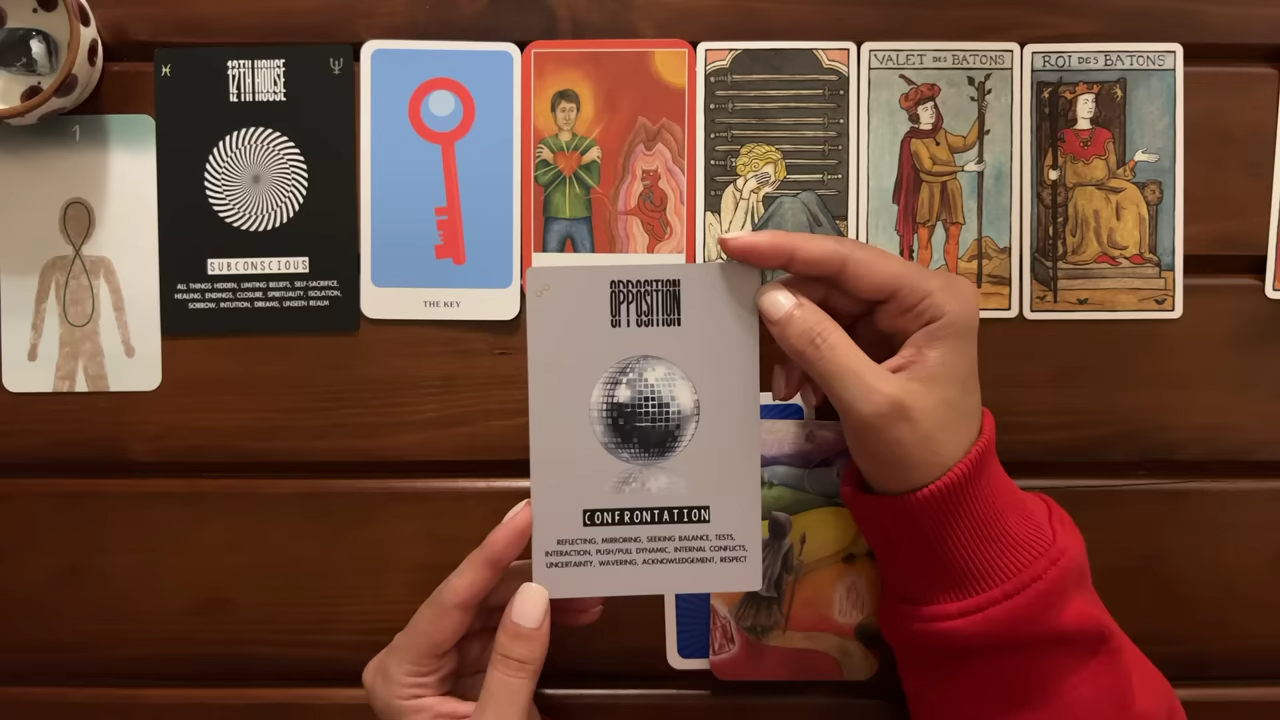 1
12TH HOUSE
SUBCONSCIOUS
ALL THINGS HIDDEN, LIMITING BELIEFS, SELF-SACRIFICE,
HEALING, ENDINGS, CLOSURE, SPIRITUALITY, ISOLATION,
SORROW, INTUITION, DREAMS, UNSEEN REALM
THE KEY
VALET DES BATONS
ROI DES BATONS
OPPOSITION
CONFRONTATION
REFLECTING, MIRRORING, SEEKING BALANCE, TESTS,
INTERACTION, PUSH/PULL DYNAMIC, INTERNAL CONFLICTS,
UNCERTAINTY, WAVERING, ACKNOWLEDGEMENT, RESPECT